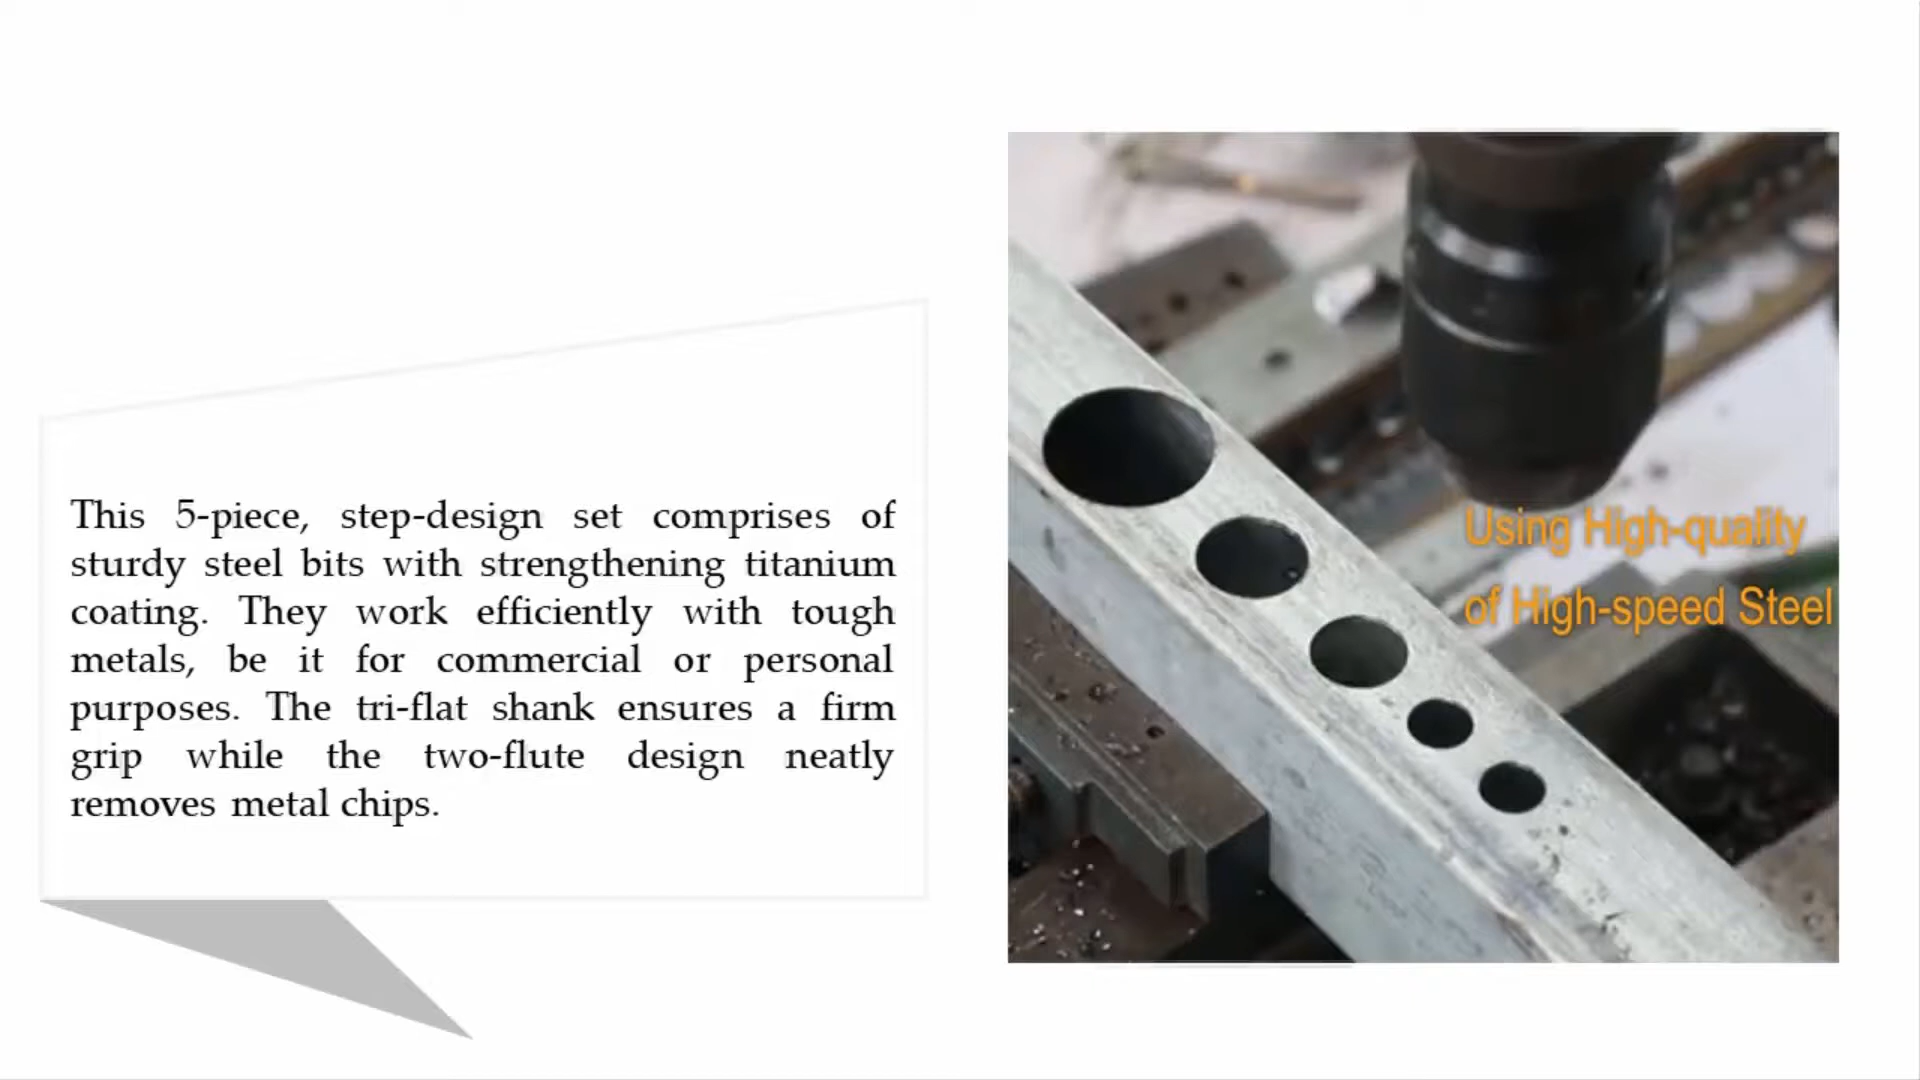 This 5-piece, step-design set comprises of
sturdy steel bits with strengthening titanium
coating. They work efficiently with tough
metals, be it for commercial or personal
purposes. The tri-flat shank ensures a firm
grip while the two-flute design neatly
removes metal chips.
Using High-quality
of High-speed Steel